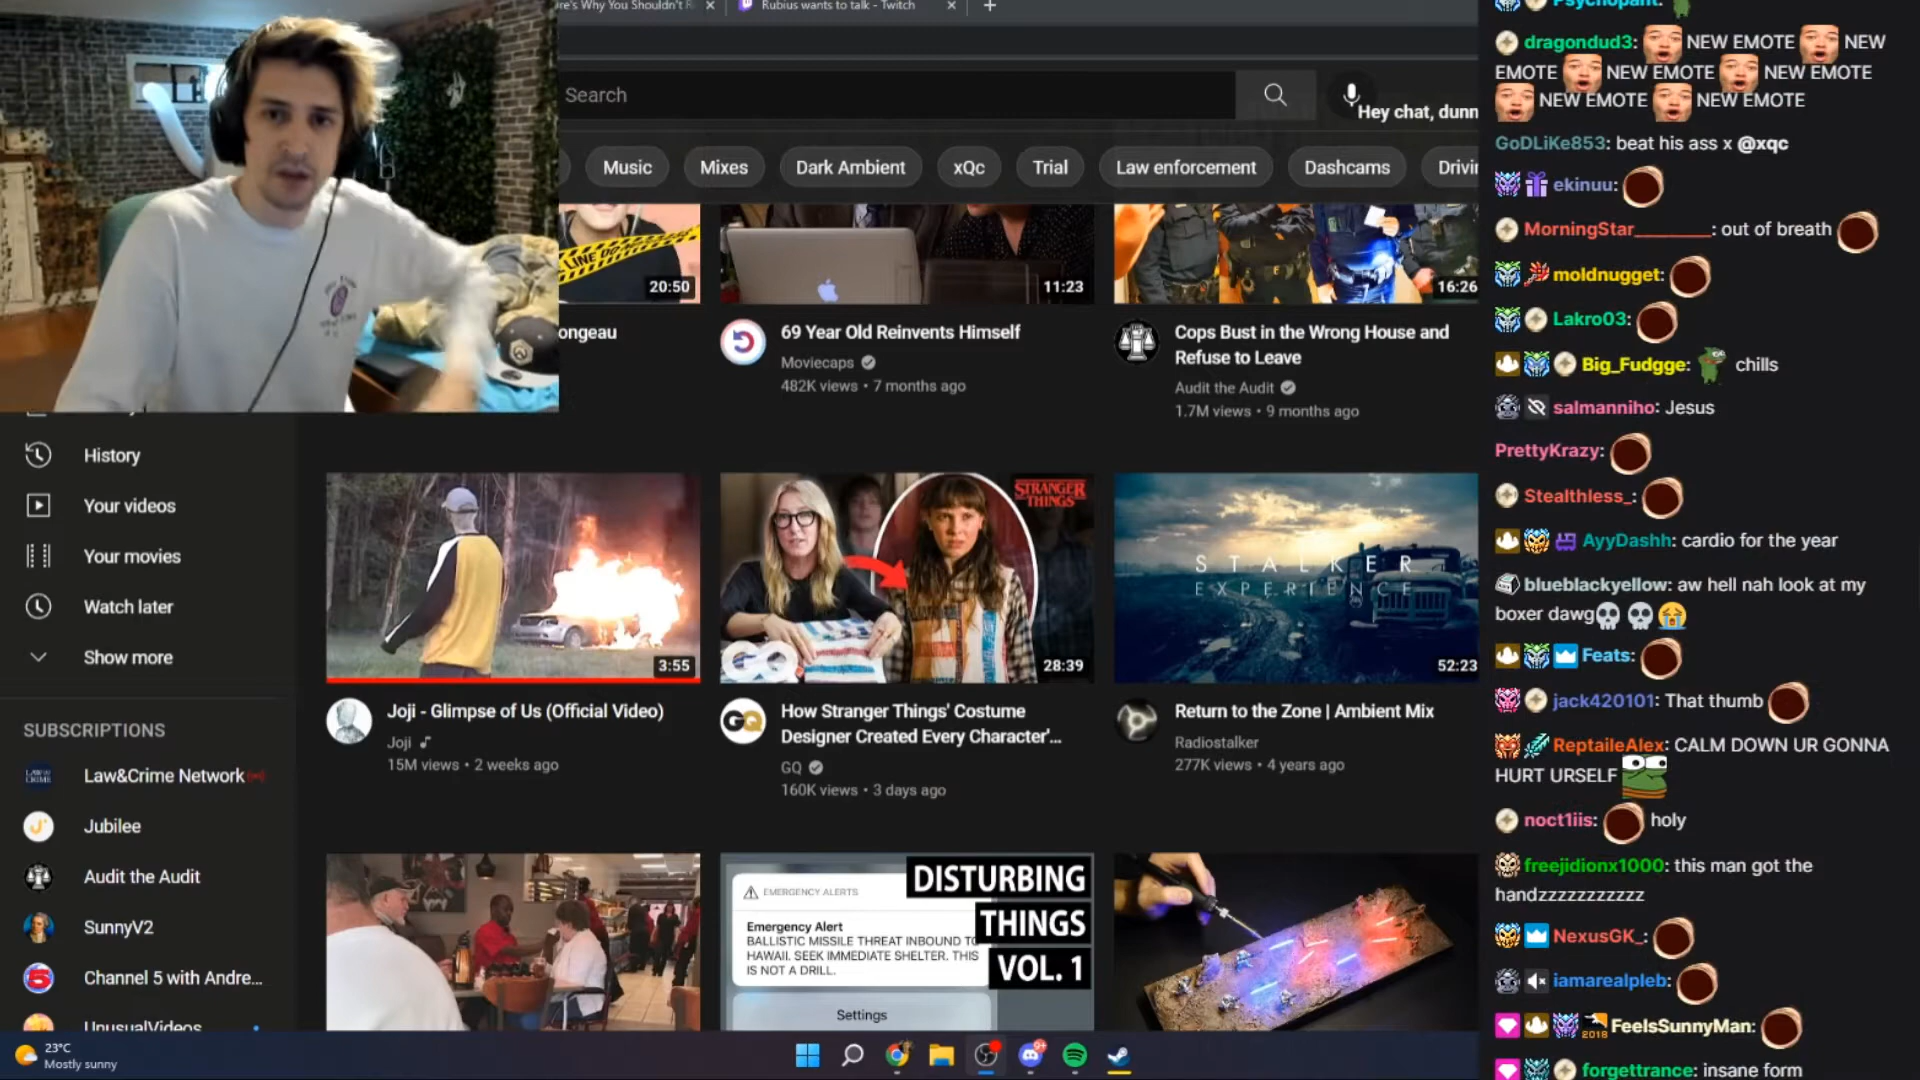 re's Why You Shouldn't R
Rubius wants to talk - Twitch
Search
Hey chat, dunn
Music
Mixes
Dark Ambient
xQc
Trial
Law enforcement
Dashcams
Drivi
LINE DO NO
20:50
11:23
16:26
ongeau
69 Year Old Reinvents Himself
Moviecaps
482K views • 7 months ago
Cops Bust in the Wrong House and
Refuse to Leave
Audit the Audit
1.7M views • 9 months ago
History
Your videos
Your movies
Watch later
Show more
SUBSCRIPTIONS
Law&Crime Network
Jubilee
Audit the Audit
SunnyV2
Channel 5 with Andre...
UnusualVideos
3:55
Joji - Glimpse of Us (Official Video)
Joji
15M views • 2 weeks ago
STRANGER
THINGS
GQ
28:39
GQ
How Stranger Things' Costume
Designer Created Every Character'...
GQ
160K views • 3 days ago
STALKER
EXPERIENCE
52:23
Return to the Zone | Ambient Mix
Radiostalker
277K views • 4 years ago
EMERGENCY ALERTS
Emergency Alert
BALLISTIC MISSILE THREAT INBOUND TO
HAWAII. SEEK IMMEDIATE SHELTER. THIS
IS NOT A DRILL.
Settings
DISTURBING
THINGS
VOL. 1
23°C
Mostly sunny
Psychopant:
dragondud3: NEW EMOTE NEW
EMOTE NEW EMOTE NEW EMOTE
NEW EMOTE NEW EMOTE
GoDLiKe853: beat his ass x @xqc
ekinuu:
MorningStar________: out of breath
moldnugget:
Lakro03:
Big_Fudgge: chills
salmanniho: Jesus
PrettyKrazy:
Stealthless_:
AyyDashh: cardio for the year
blueblackyellow: aw hell nah look at my
boxer dawg
Feats:
jack420101: That thumb
ReptaileAlex: CALM DOWN UR GONNA
HURT URSELF
noct1iis: holy
freejidionx1000: this man got the
handzzzzzzzzzzz
NexusGK_:
iamarealpleb:
2018 FeelsSunnyMan:
forgettrance: insane form